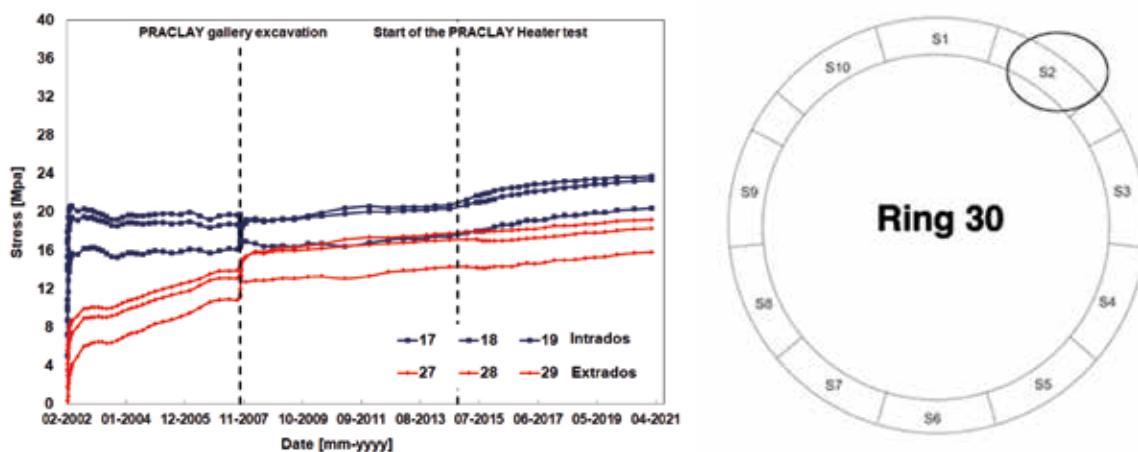 PRACLAY gallery excavation
Start of the PRACLAY Heater test
40
36
32
28
24
20
16
12
8
4
0
Stress [Mpa]
17 18 19 Intrados
27 28 29 Extrados
02-2002 01-2004 12-2005 11-2007 10-2009 09-2011 08-2013 07-2015 06-2017 05-2019 04-2021
Date [mm-yyyy]
S1
S2
S10
S3
S9
Ring 30
S4
S8
S7
S5
S6